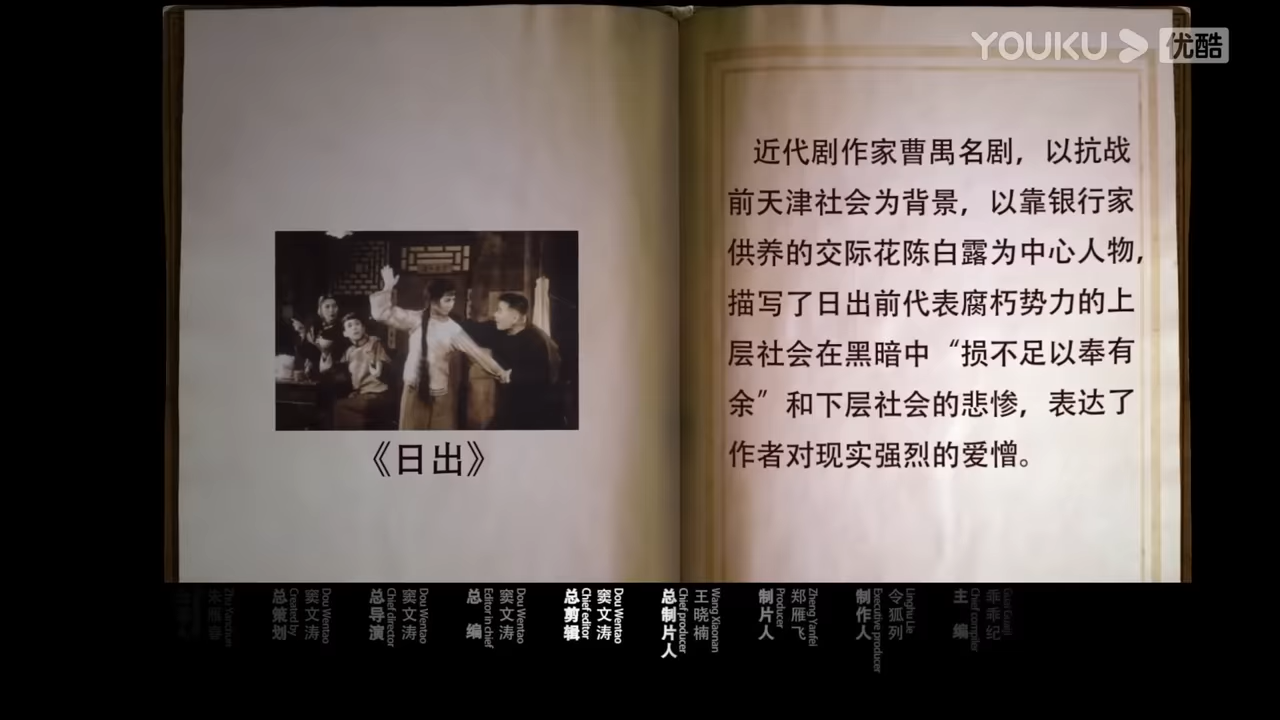 YOUKU 优酷
近代剧作家曹禺名剧，以抗战
前天津社会为背景，以靠银行家
供养的交际花陈白露为中心人物，
描写了日出前代表腐朽势力的上
层社会在黑暗中“损不足以奉有
余”和下层社会的悲惨，表达了
作者对现实强烈的爱憎。
《日出》
总策划
Created by
窦文涛
Dou Wentao
总导演
Chief director
窦文涛
Dou Wentao
总 编
Editor in chief
窦文涛
Dou Wentao
总剪辑
Chief editor
窦文涛
Dou Wentao
总制片人
Chief producer
王晓楠
Wang Xiaonan
制片人
Producer
郑雁飞
Zheng Yanfei
制作人
Executive producer
令狐列
Linghu Lie
主 编
Chief compiler